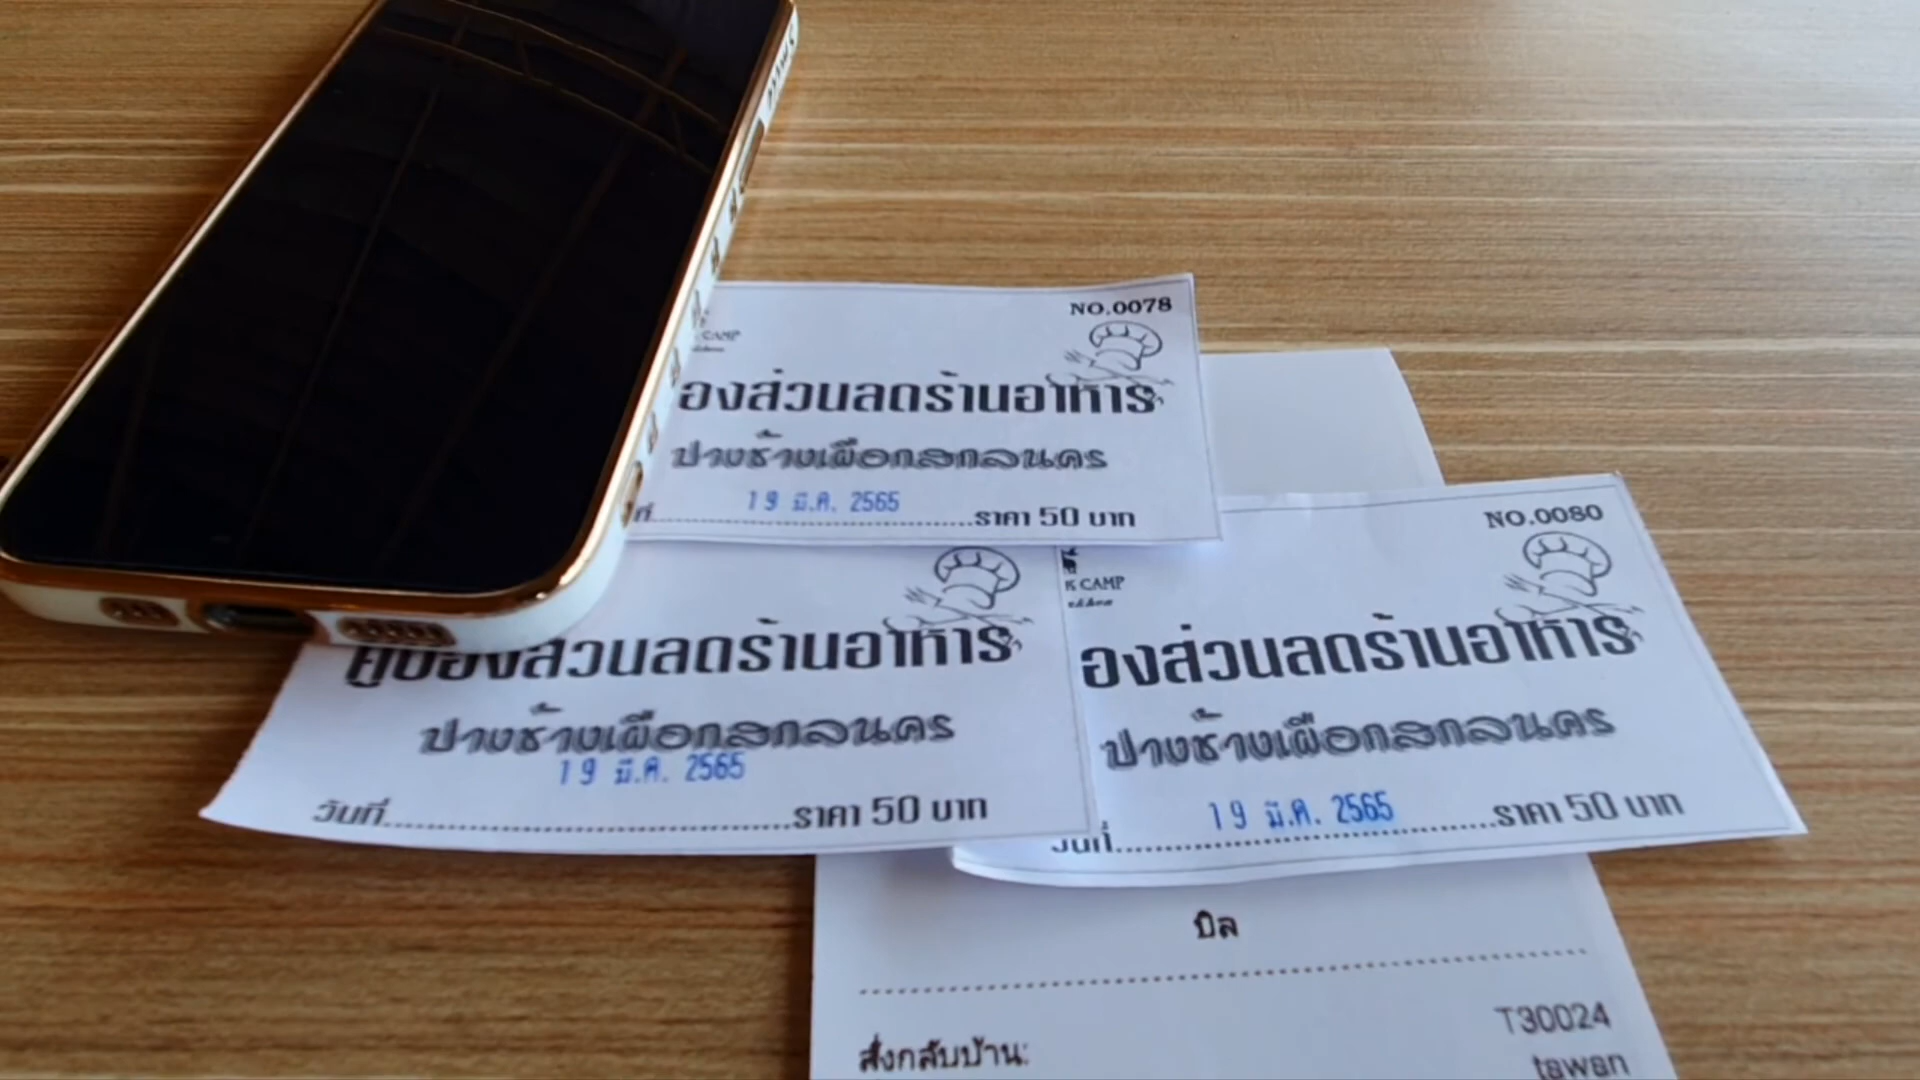 NO.0078
CAMP
องส่วนลดร้านอาหาร
ปางช้างเผือกสกลนคร
ที่ 19 มี.ค. 2565 ราคา 50 บาท
คูปองส่วนลดร้านอาหาร
ปางช้างเผือกสกลนคร
19 มี.ค. 2565
วันที่ ราคา 50 บาท
NO.0080
K CAMP
องส่วนลดร้านอาหาร
ปางช้างเผือกสกลนคร
วันที่ 19 มี.ค. 2565 ราคา 50 บาท
บิล
T30024
สั่งกลับบ้าน:
tawan